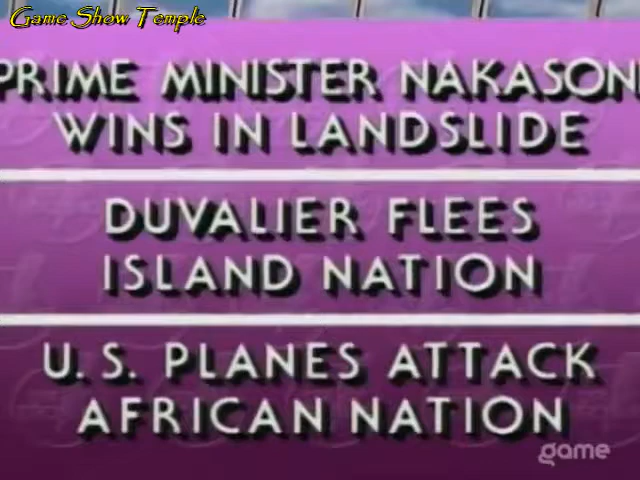 Game Show Temple
PRIME MINISTER NAKASON
WINS IN LANDSLIDE
DUVALIER FLEES
ISLAND NATION
U.S. PLANES ATTACK
AFRICAN NATION
game